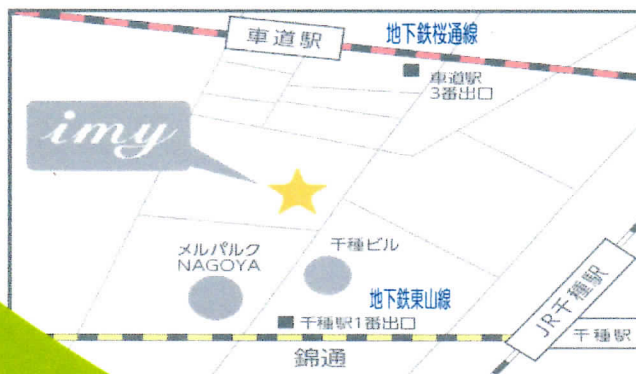 地下鉄桜通線
車道駅
車道駅
3番出口
imy
メルパルク
NAGOYA
千種ビル
地下鉄東山線
千種駅1番出口
JR千種駅
千種駅
錦通